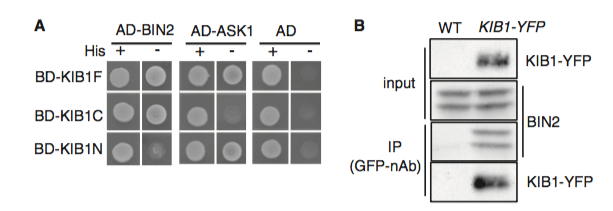 A
AD-BIN2 AD-ASK1 AD
His + - + - + -
BD-KIB1F
BD-KIB1C
BD-KIB1N
B
WT KIB1-YFP
input
KIB1-YFP
BIN2
IP
(GFP-nAb)
KIB1-YFP